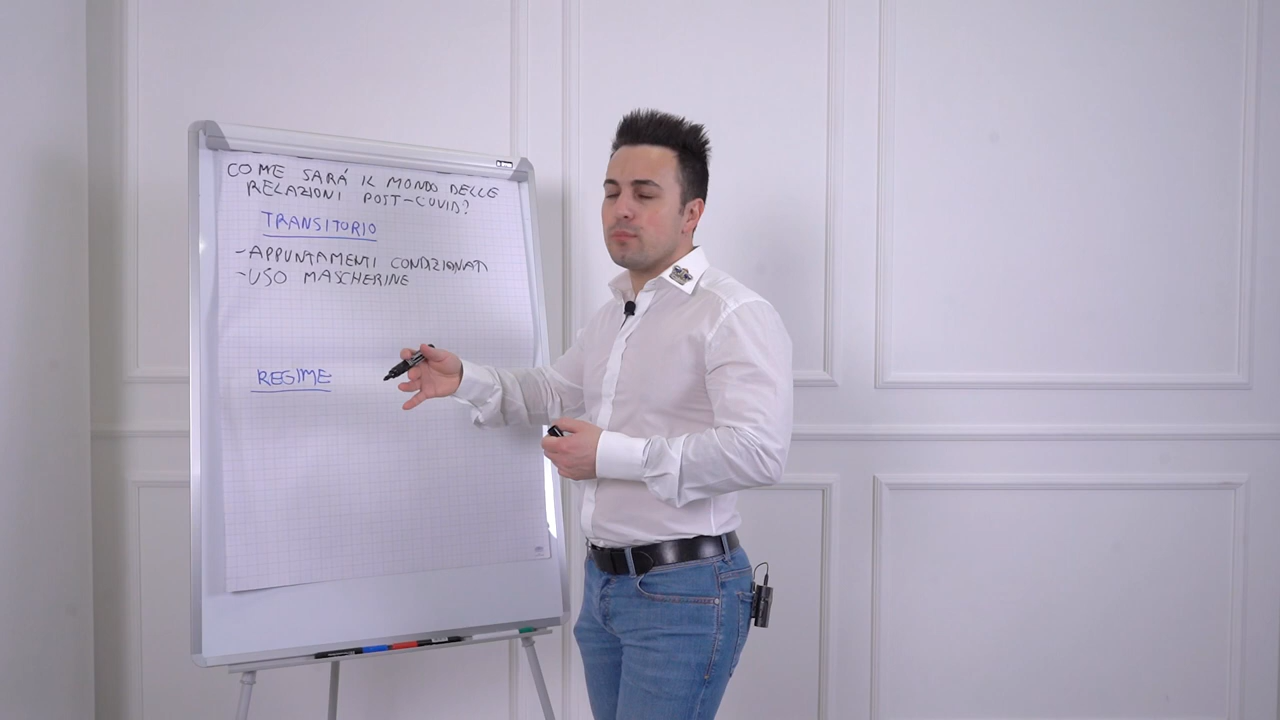 COME SARÁ IL MONDO DELLE
RELAZIONI POST-COVID?
TRANSITORIO
-APPUNTAMENTI CONDIZIONATI
-USO MASCHERINE
REGIME